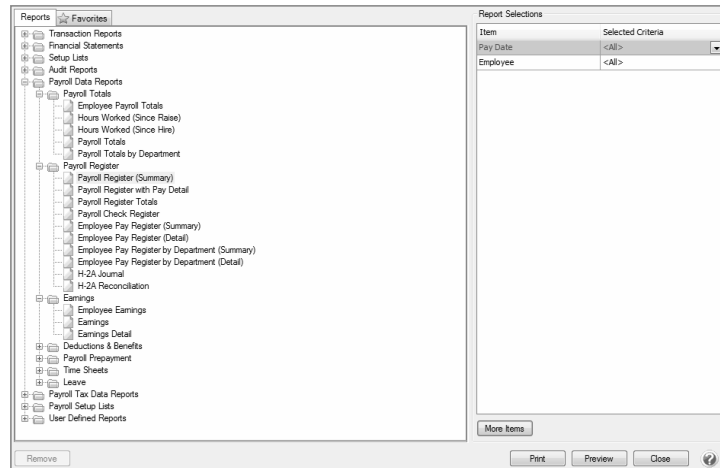 Reports
Favorites
Transaction Reports
Financial Statements
Setup Lists
Audit Reports
Payroll Data Reports
Payroll Totals
Employee Payroll Totals
Hours Worked (Since Raise)
Hours Worked (Since Hire)
Payroll Totals
Payroll Totals by Department
Payroll Register
Payroll Register (Summary)
Payroll Register with Pay Detail
Payroll Register Totals
Payroll Check Register
Employee Pay Register (Summary)
Employee Pay Register (Detail)
Employee Pay Register by Department (Summary)
Employee Pay Register by Department (Detail)
H-2A Journal
H-2A Reconciliation
Earnings
Employee Earnings
Earnings
Earnings Detail
Deductions & Benefits
Payroll Prepayment
Time Sheets
Leave
Payroll Tax Data Reports
Payroll Setup Lists
User Defined Reports
Report Selections
Item Selected Criteria
Pay Date <All>
Employee <All>
More Items
Remove
Print Preview Close ?